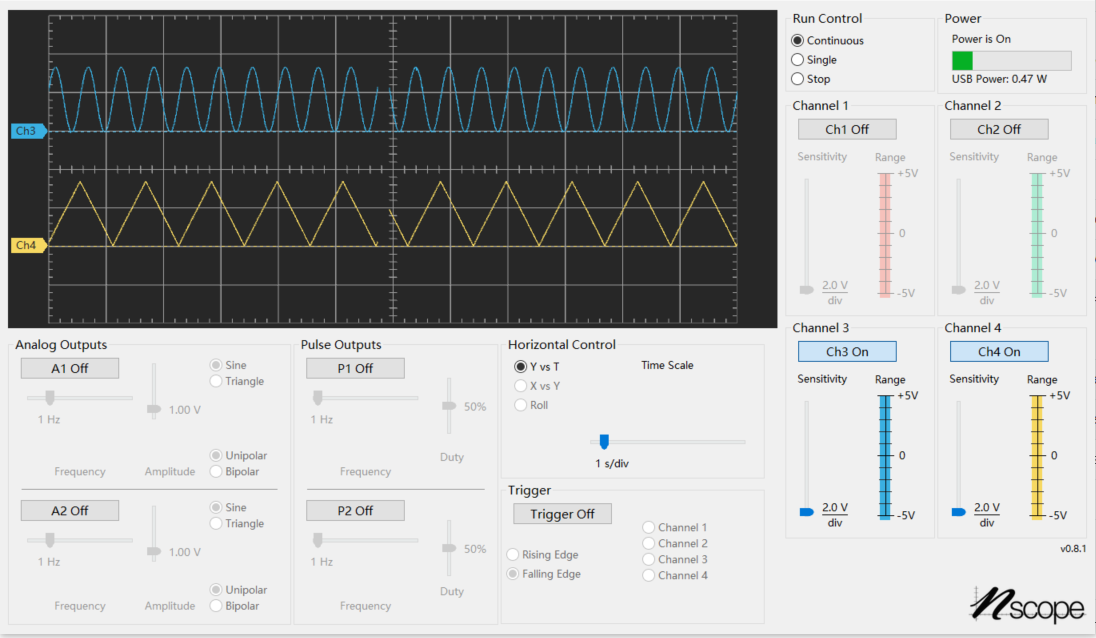 Ch3
Ch4
Run Control
Continuous
Single
Stop
Power
Power is On
USB Power: 0.47 W
Channel 1
Ch1 Off
Sensitivity
Range
+5V
0
-5V
2.0 V
div
Channel 2
Ch2 Off
Sensitivity
Range
+5V
0
-5V
2.0 V
div
Channel 3
Ch3 On
Sensitivity
Range
+5V
0
-5V
2.0 V
div
Channel 4
Ch4 On
Sensitivity
Range
+5V
0
-5V
2.0 V
div
Analog Outputs
A1 Off
1 Hz
1.00 V
Sine
Triangle
Unipolar
Bipolar
Frequency
Amplitude
A2 Off
1 Hz
1.00 V
Sine
Triangle
Unipolar
Bipolar
Frequency
Amplitude
Pulse Outputs
P1 Off
1 Hz
50%
Duty
Frequency
P2 Off
1 Hz
50%
Duty
Frequency
Horizontal Control
Y vs T
X vs Y
Roll
Time Scale
1 s/div
Trigger
Trigger Off
Rising Edge
Falling Edge
Channel 1
Channel 2
Channel 3
Channel 4
v0.8.1
nscope